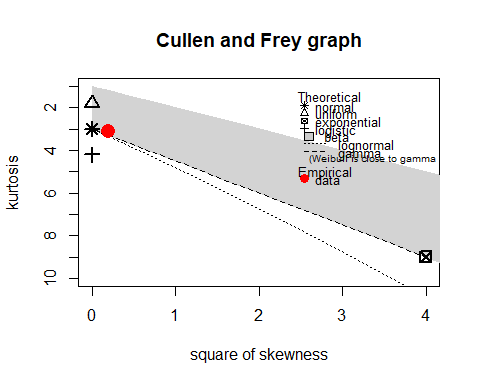 Cullen and Frey graph
Theoretical
normal
uniform
exponential
logistic
beta
lognormal
gamma
(Weibull is close to gamma
Empirical
data
kurtosis
2
4
6
8
10
0 1 2 3 4
square of skewness